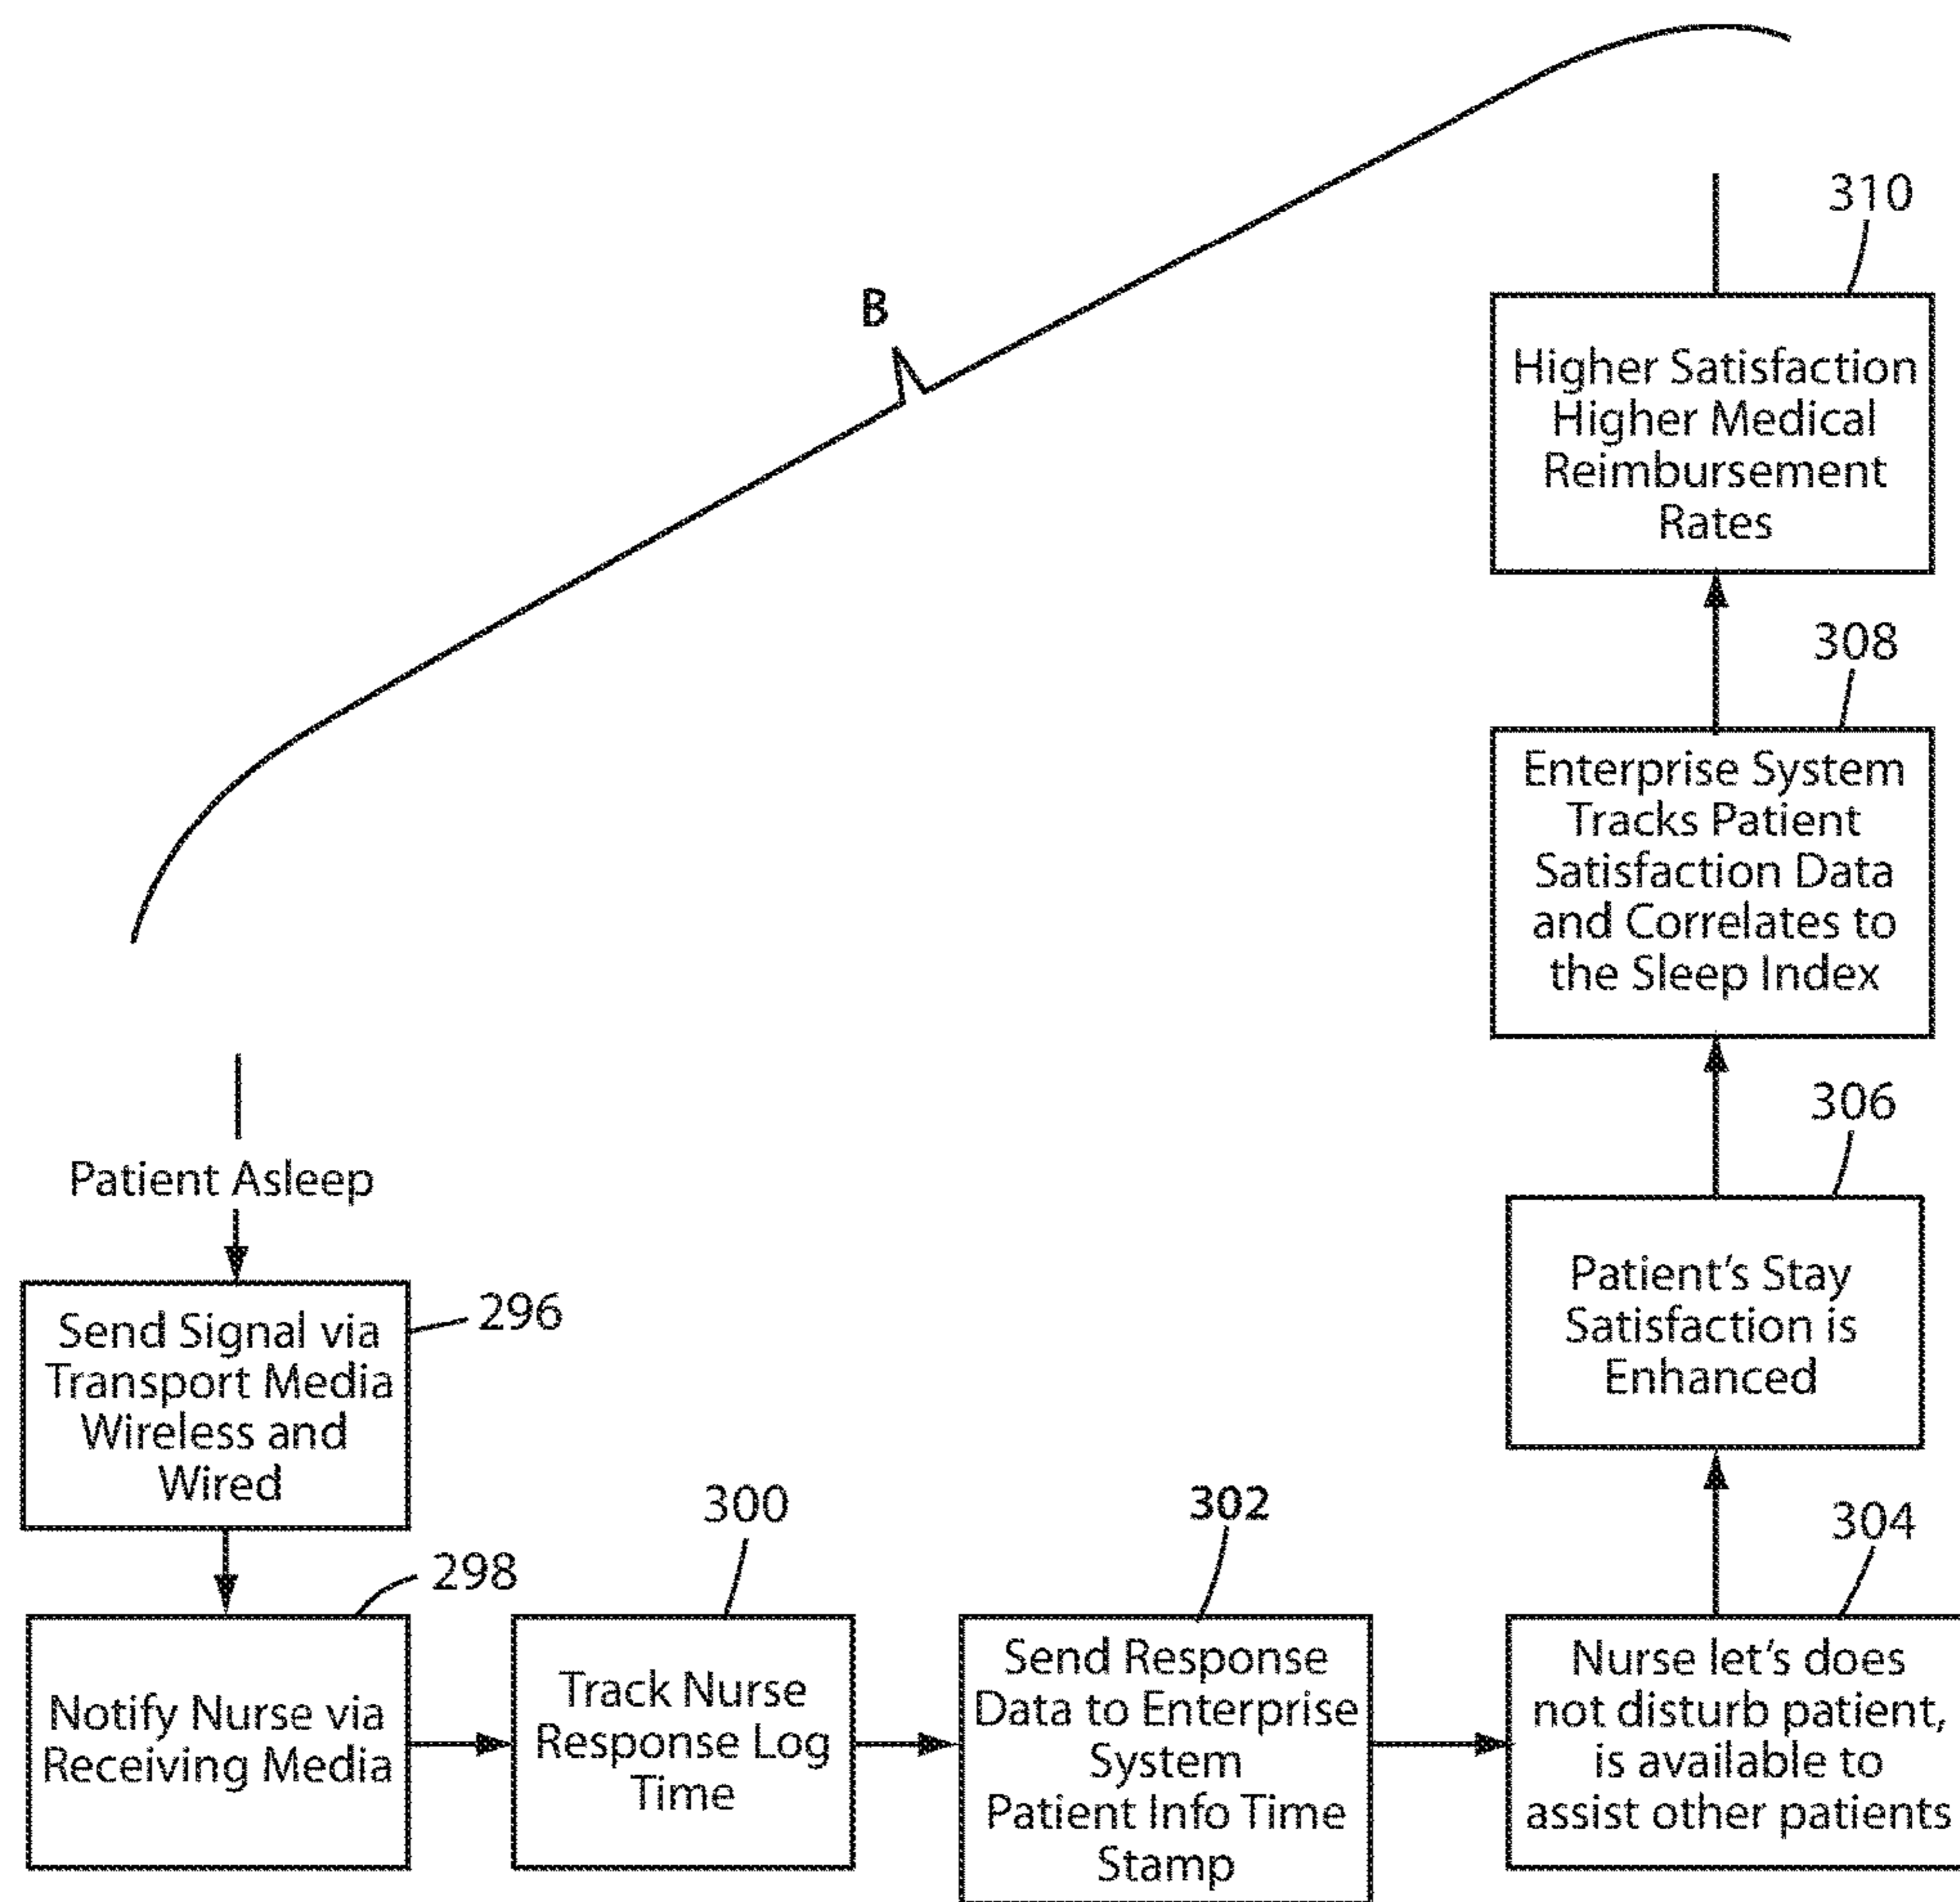 B
310
Higher Satisfaction
Higher Medical
Reimbursement
Rates
308
Enterprise System
Tracks Patient
Satisfaction Data
and Correlates to
the Sleep Index
306
Patient's Stay
Satisfaction is
Enhanced
Patient Asleep
296
Send Signal via
Transport Media
Wireless and
Wired
298
Notify Nurse via
Receiving Media
300
Track Nurse
Response Log
Time
302
Send Response
Data to Enterprise
System
Patient Info Time
Stamp
304
Nurse let's does
not disturb patient,
is available to
assist other patients